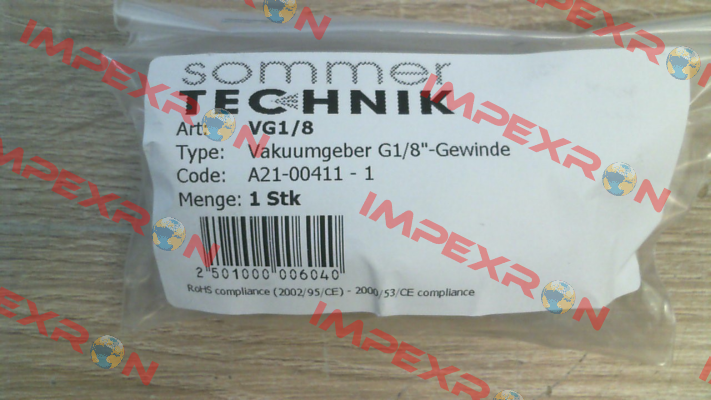 sommer
TECHNIK
Art: VG1/8
Type: Vakuumgeber G1/8"-Gewinde
Code: A21-00411 - 1
Menge: 1 Stk
2 501000 006040
RoHS compliance (2002/95/CE) - 2000/53/CE compliance
IMPEXRON
IMPEXRON
IMPEXRON
IMPEXRON
IMPEXRON
IMPEXRON